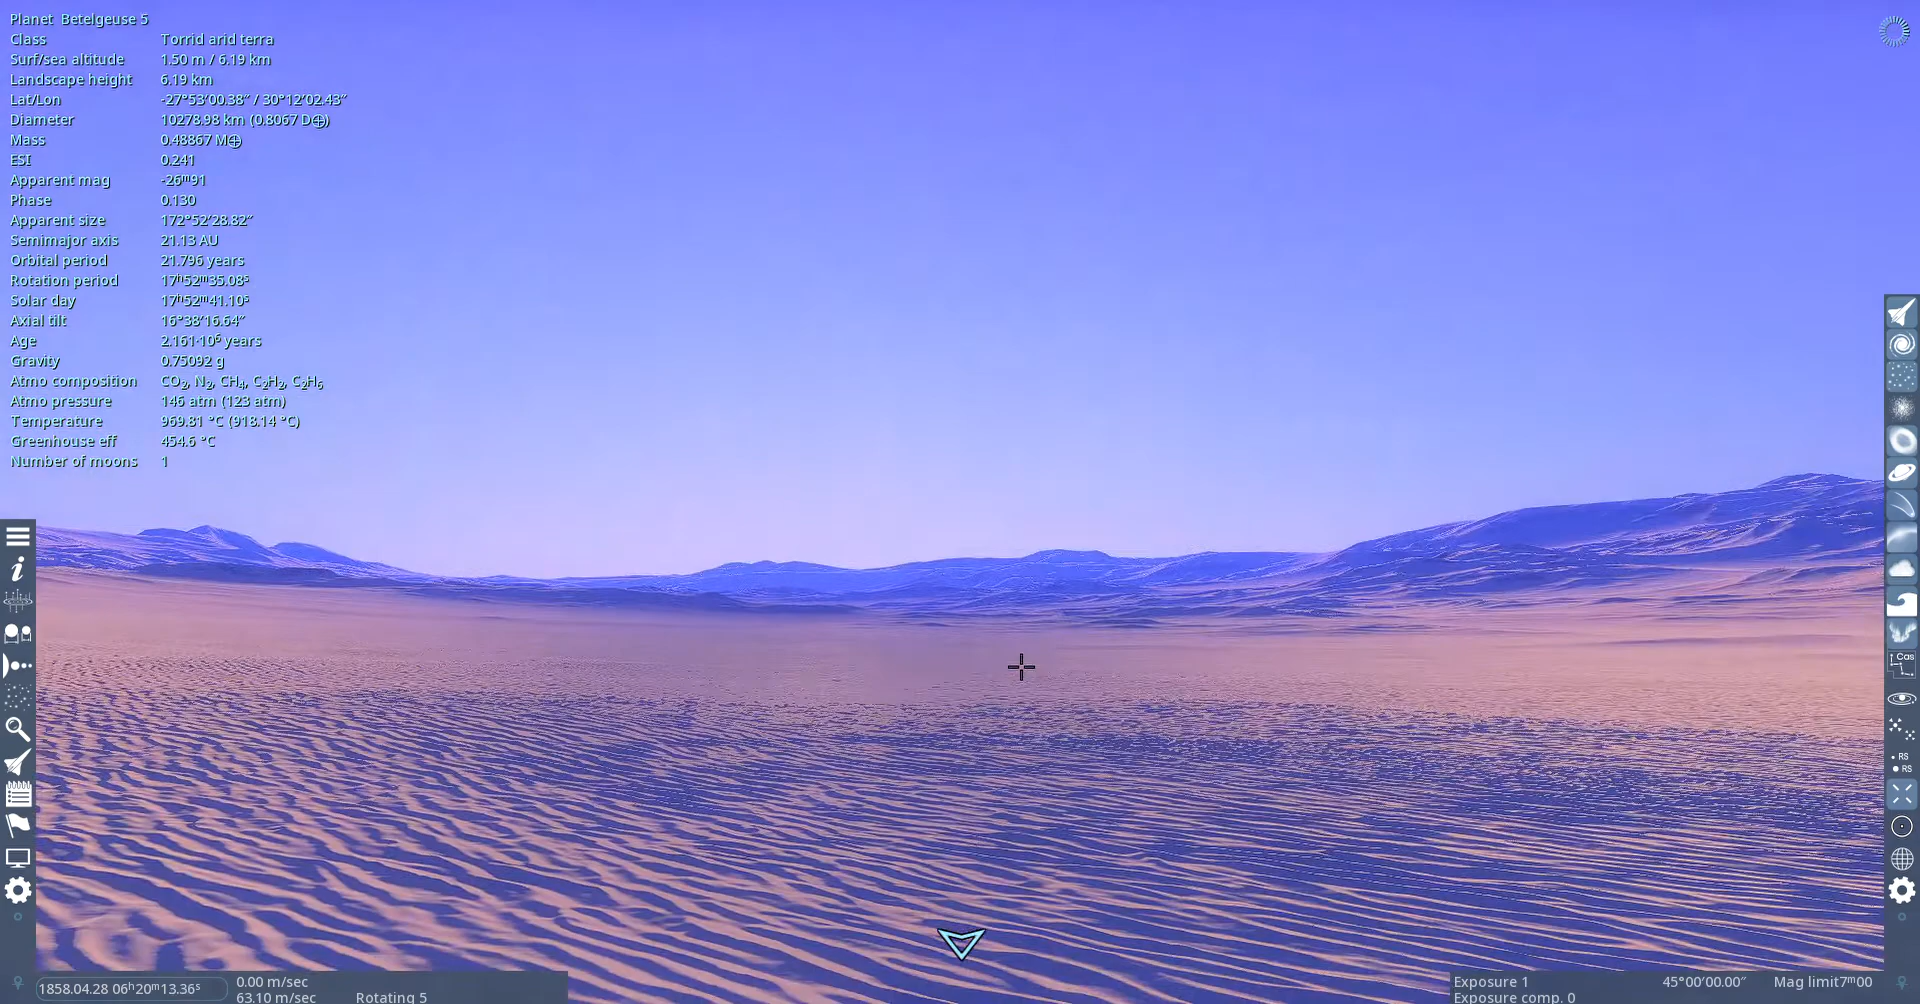 Planet Betelgeuse 5
Class Torrid arid terra
Surf/sea altitude 1.50 m / 6.19 km
Landscape height 6.19 km
Lat/Lon -27°53′00.38″ / 30°12′02.43″
Diameter 10278.98 km (0.8067 D⊕)
Mass 0.48867 M⊕
ESI 0.241
Apparent mag -26ᵐ91
Phase 0.130
Apparent size 172°52′28.82″
Semimajor axis 21.13 AU
Orbital period 21.796 years
Rotation period 17ʰ52ᵐ35.08ˢ
Solar day 17ʰ52ᵐ41.10ˢ
Axial tilt 16°38′16.64″
Age 2.161·10⁶ years
Gravity 0.75092 g
Atmo composition CO₂, N₂, CH₄, C₂H₂, C₂H₆
Atmo pressure 146 atm (123 atm)
Temperature 969.81 °C (918.14 °C)
Greenhouse eff 454.6 °C
Number of moons 1
Cas
RS
RS
1858.04.28 06ʰ20ᵐ13.36ˢ
0.00 m/sec
63.10 m/sec Rotating 5
Exposure 1 45°00′00.00″ Mag limit7ᵐ00
Exposure comp. 0